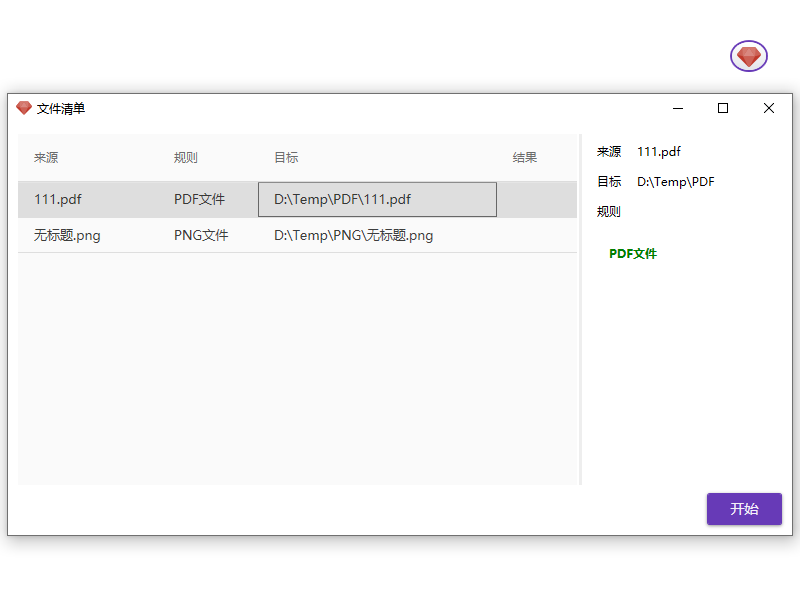 文件清单
来源 规则 目标 结果
111.pdf PDF文件 D:\Temp\PDF\111.pdf
无标题.png PNG文件 D:\Temp\PNG\无标题.png
来源 111.pdf
目标 D:\Temp\PDF
规则
PDF文件
开始